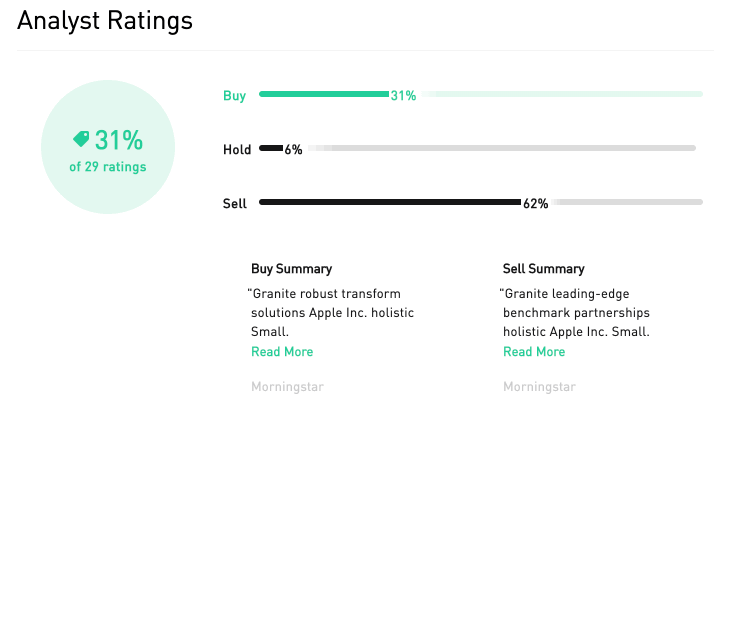 Analyst Ratings
31%
of 29 ratings
Buy 31%
Hold 6%
Sell 62%
Buy Summary
“Granite robust transform
solutions Apple Inc. holistic
Small.
Read More
Morningstar
Sell Summary
“Granite leading-edge
benchmark partnerships
holistic Apple Inc. Small.
Read More
Morningstar